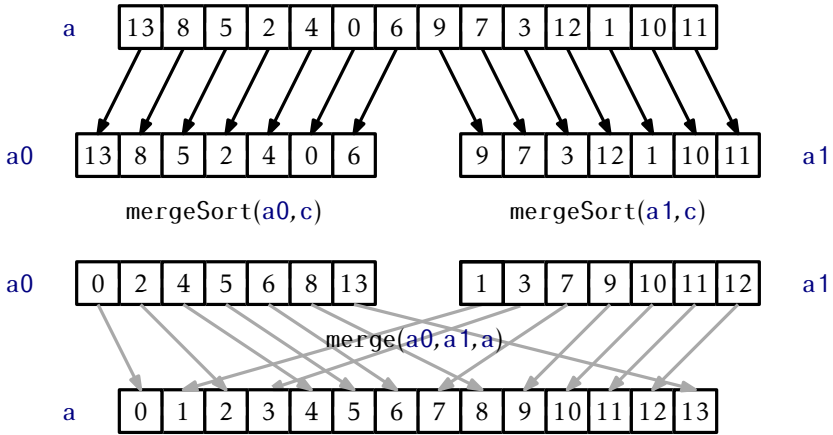 a 13 8 5 2 4 0 6 9 7 3 12 1 10 11
a0 13 8 5 2 4 0 6 9 7 3 12 1 10 11 a1
mergeSort(a0,c) mergeSort(a1,c)
a0 0 2 4 5 6 8 13 1 3 7 9 10 11 12 a1
merge(a0,a1,a)
a 0 1 2 3 4 5 6 7 8 9 10 11 12 13